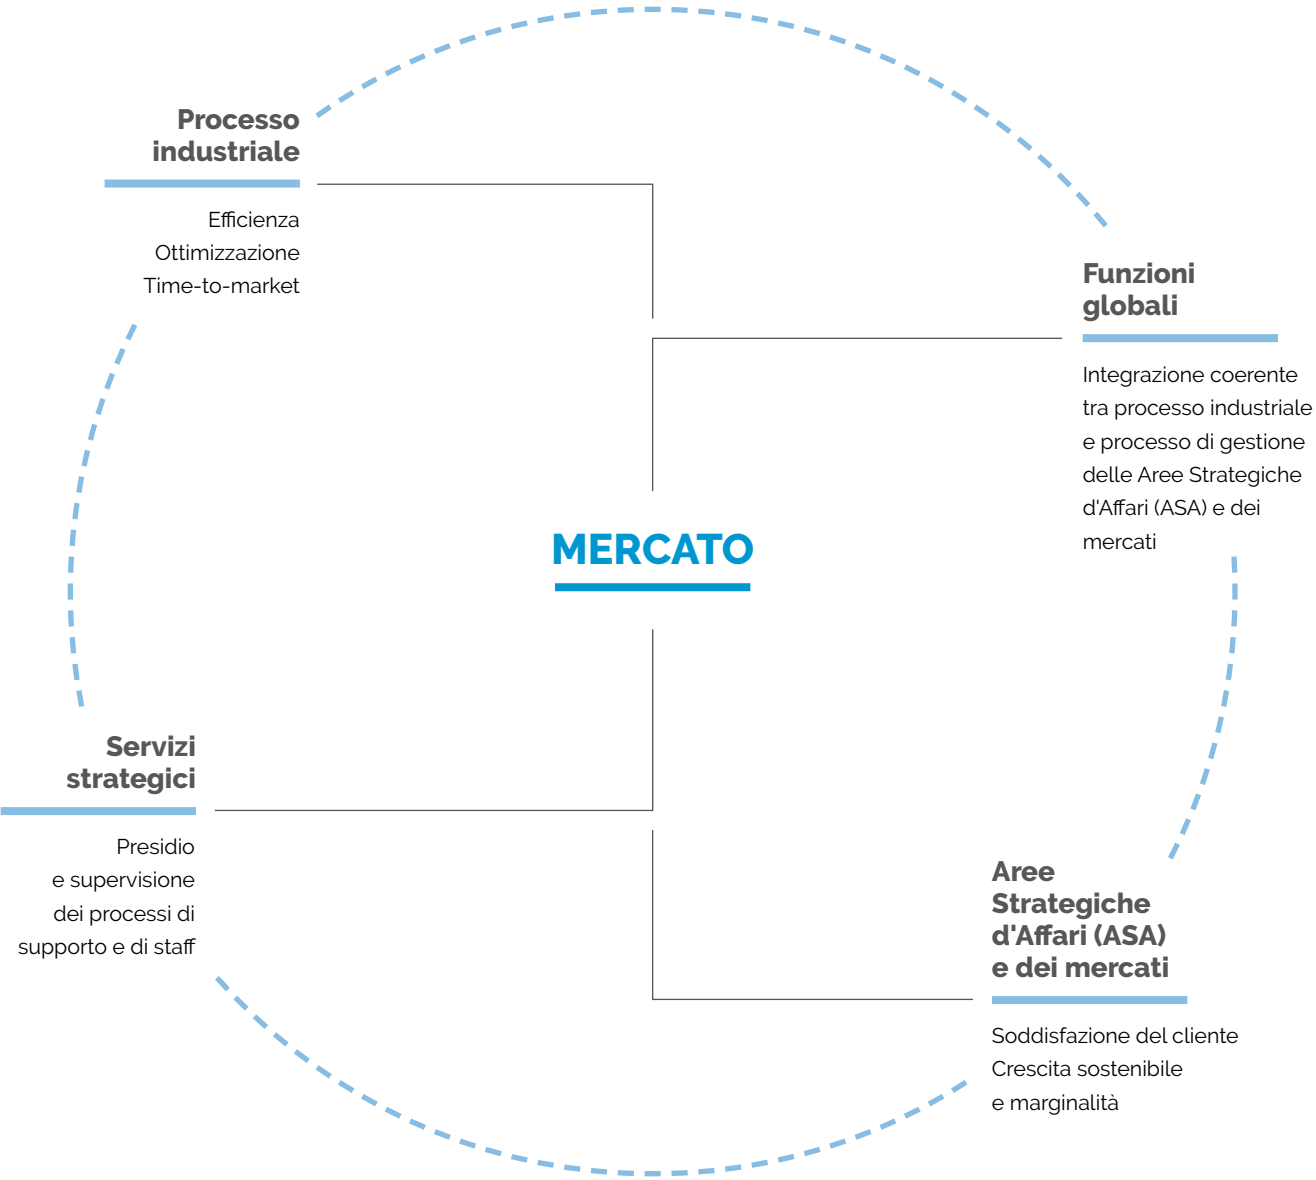 Processo
industriale
Efficienza
Ottimizzazione
Time-to-market
Funzioni
globali
Integrazione coerente
tra processo industriale
e processo di gestione
delle Aree Strategiche
d'Affari (ASA) e dei
mercati
MERCATO
Servizi
strategici
Presidio
e supervisione
dei processi di
supporto e di staff
Aree
Strategiche
d'Affari (ASA)
e dei mercati
Soddisfazione del cliente
Crescita sostenibile
e marginalità